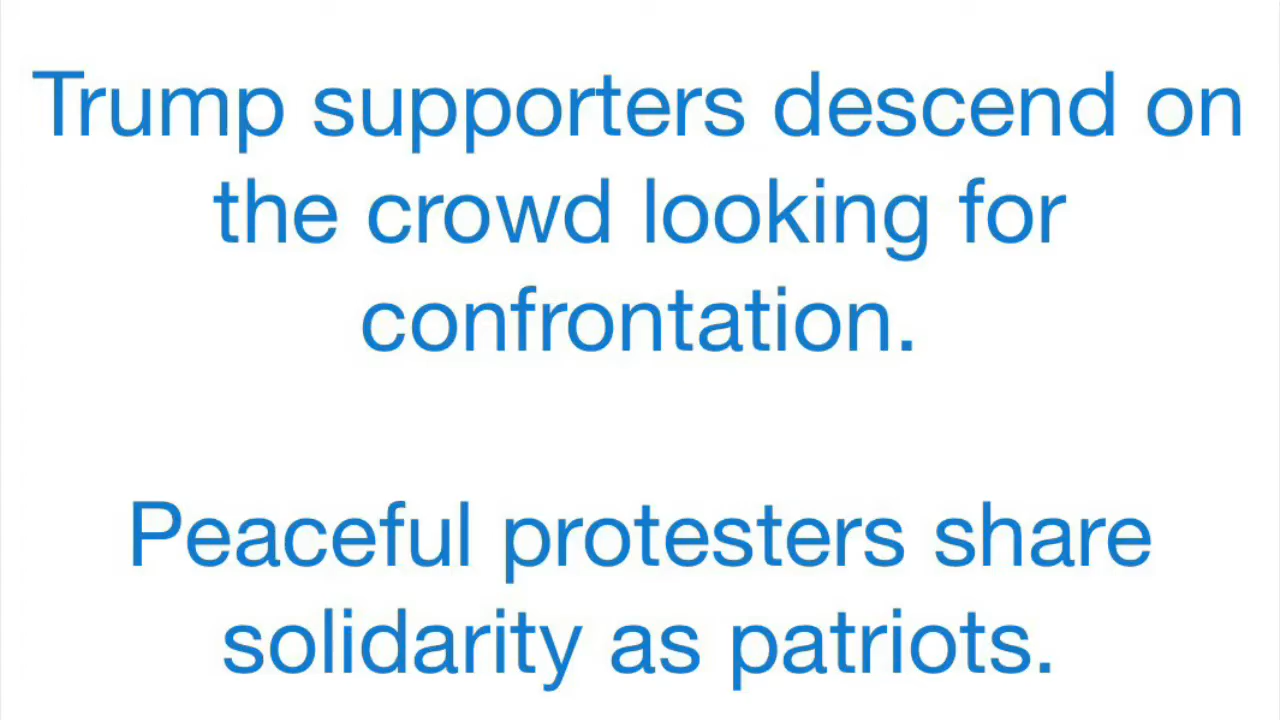 Trump supporters descend on
the crowd looking for
confrontation.
Peaceful protesters share
solidarity as patriots.